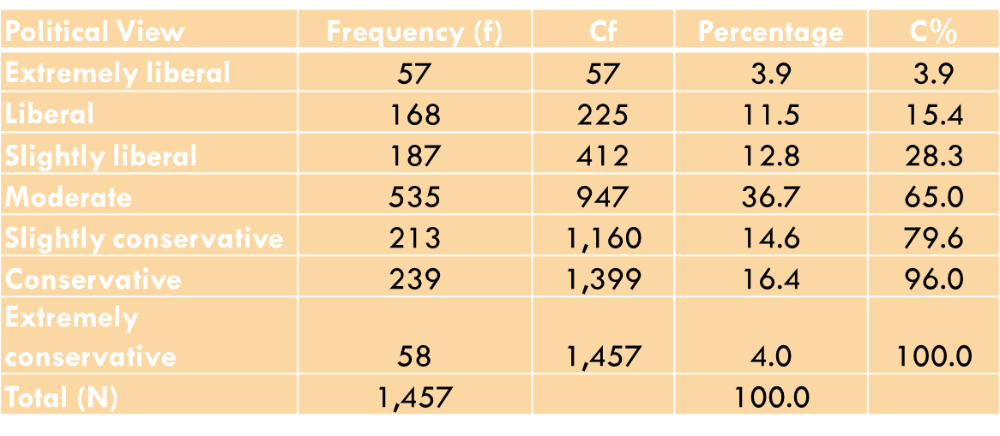 Political View Frequency (f) Cf Percentage C%
Extremely liberal 57 57 3.9 3.9
Liberal 168 225 11.5 15.4
Slightly liberal 187 412 12.8 28.3
Moderate 535 947 36.7 65.0
Slightly conservative 213 1,160 14.6 79.6
Conservative 239 1,399 16.4 96.0
Extremely
conservative 58 1,457 4.0 100.0
Total (N) 1,457 100.0